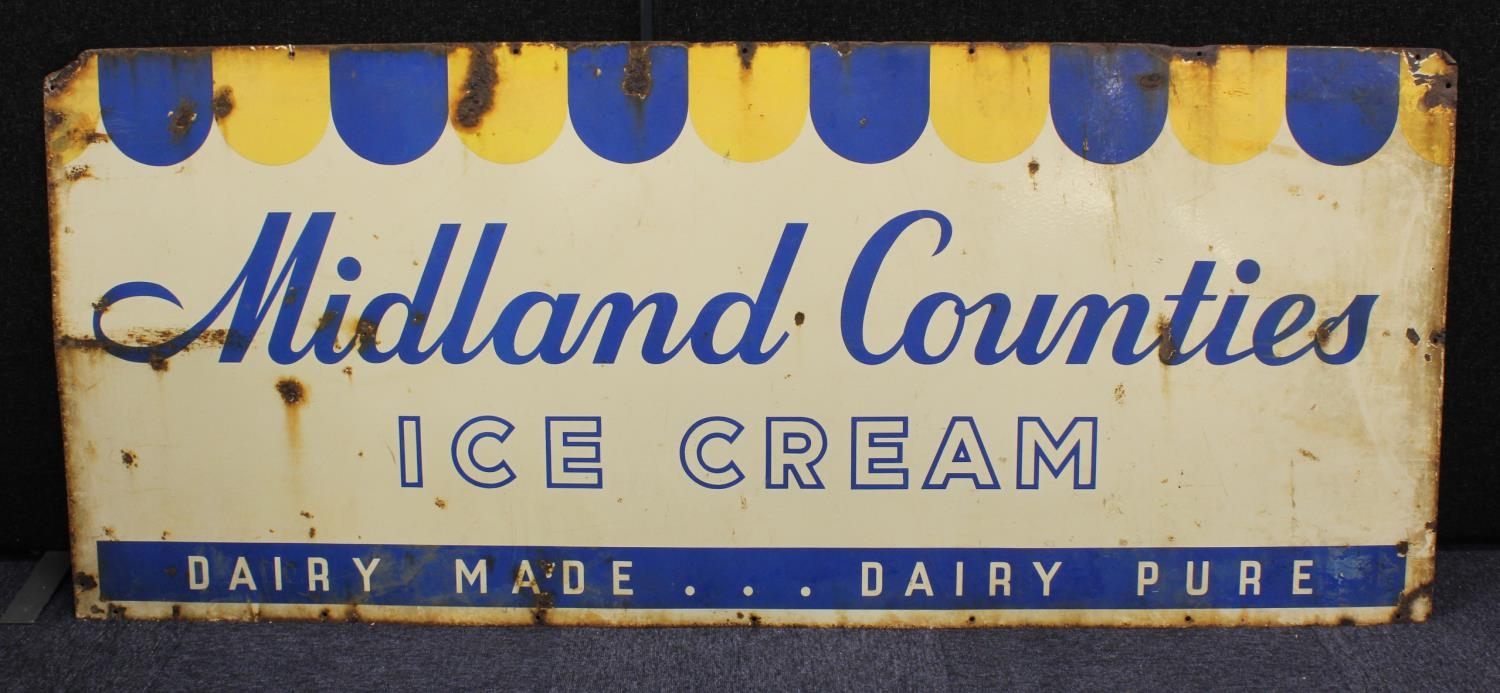 Midland Counties
ICE CREAM
DAIRY MADE . . . DAIRY PURE